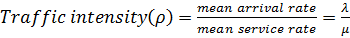 Traffic intensity(ρ) = mean arrival rate / mean service rate = λ / μ